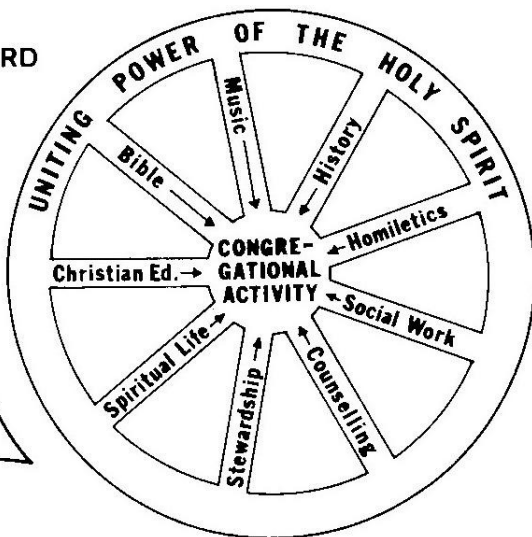 RD
UNITING POWER OF THE HOLY SPIRIT
Music
History
Bible
Homiletics
Christian Ed.
CONGRE-
GATIONAL
ACTIVITY
Social Work
Spiritual Life
Stewardship
Counselling